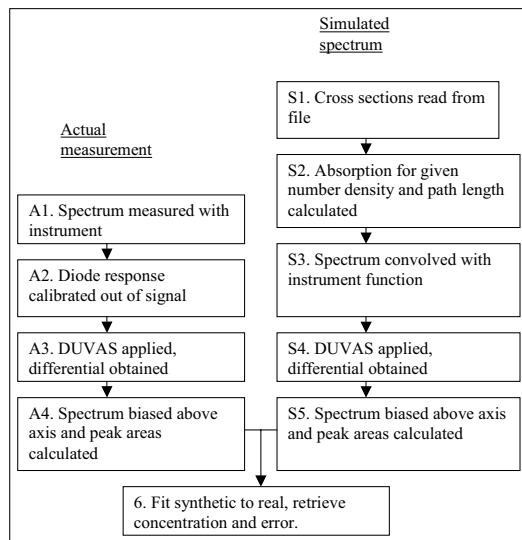 Simulated
spectrum
S1. Cross sections read from
file
Actual
measurement
S2. Absorption for given
number density and path length
calculated
A1. Spectrum measured with
instrument
S3. Spectrum convolved with
instrument function
A2. Diode response
calibrated out of signal
A3. DUVAS applied,
differential obtained
S4. DUVAS applied,
differential obtained
A4. Spectrum biased above
axis and peak areas
calculated
S5. Spectrum biased above axis
and peak areas calculated
6. Fit synthetic to real, retrieve
concentration and error.